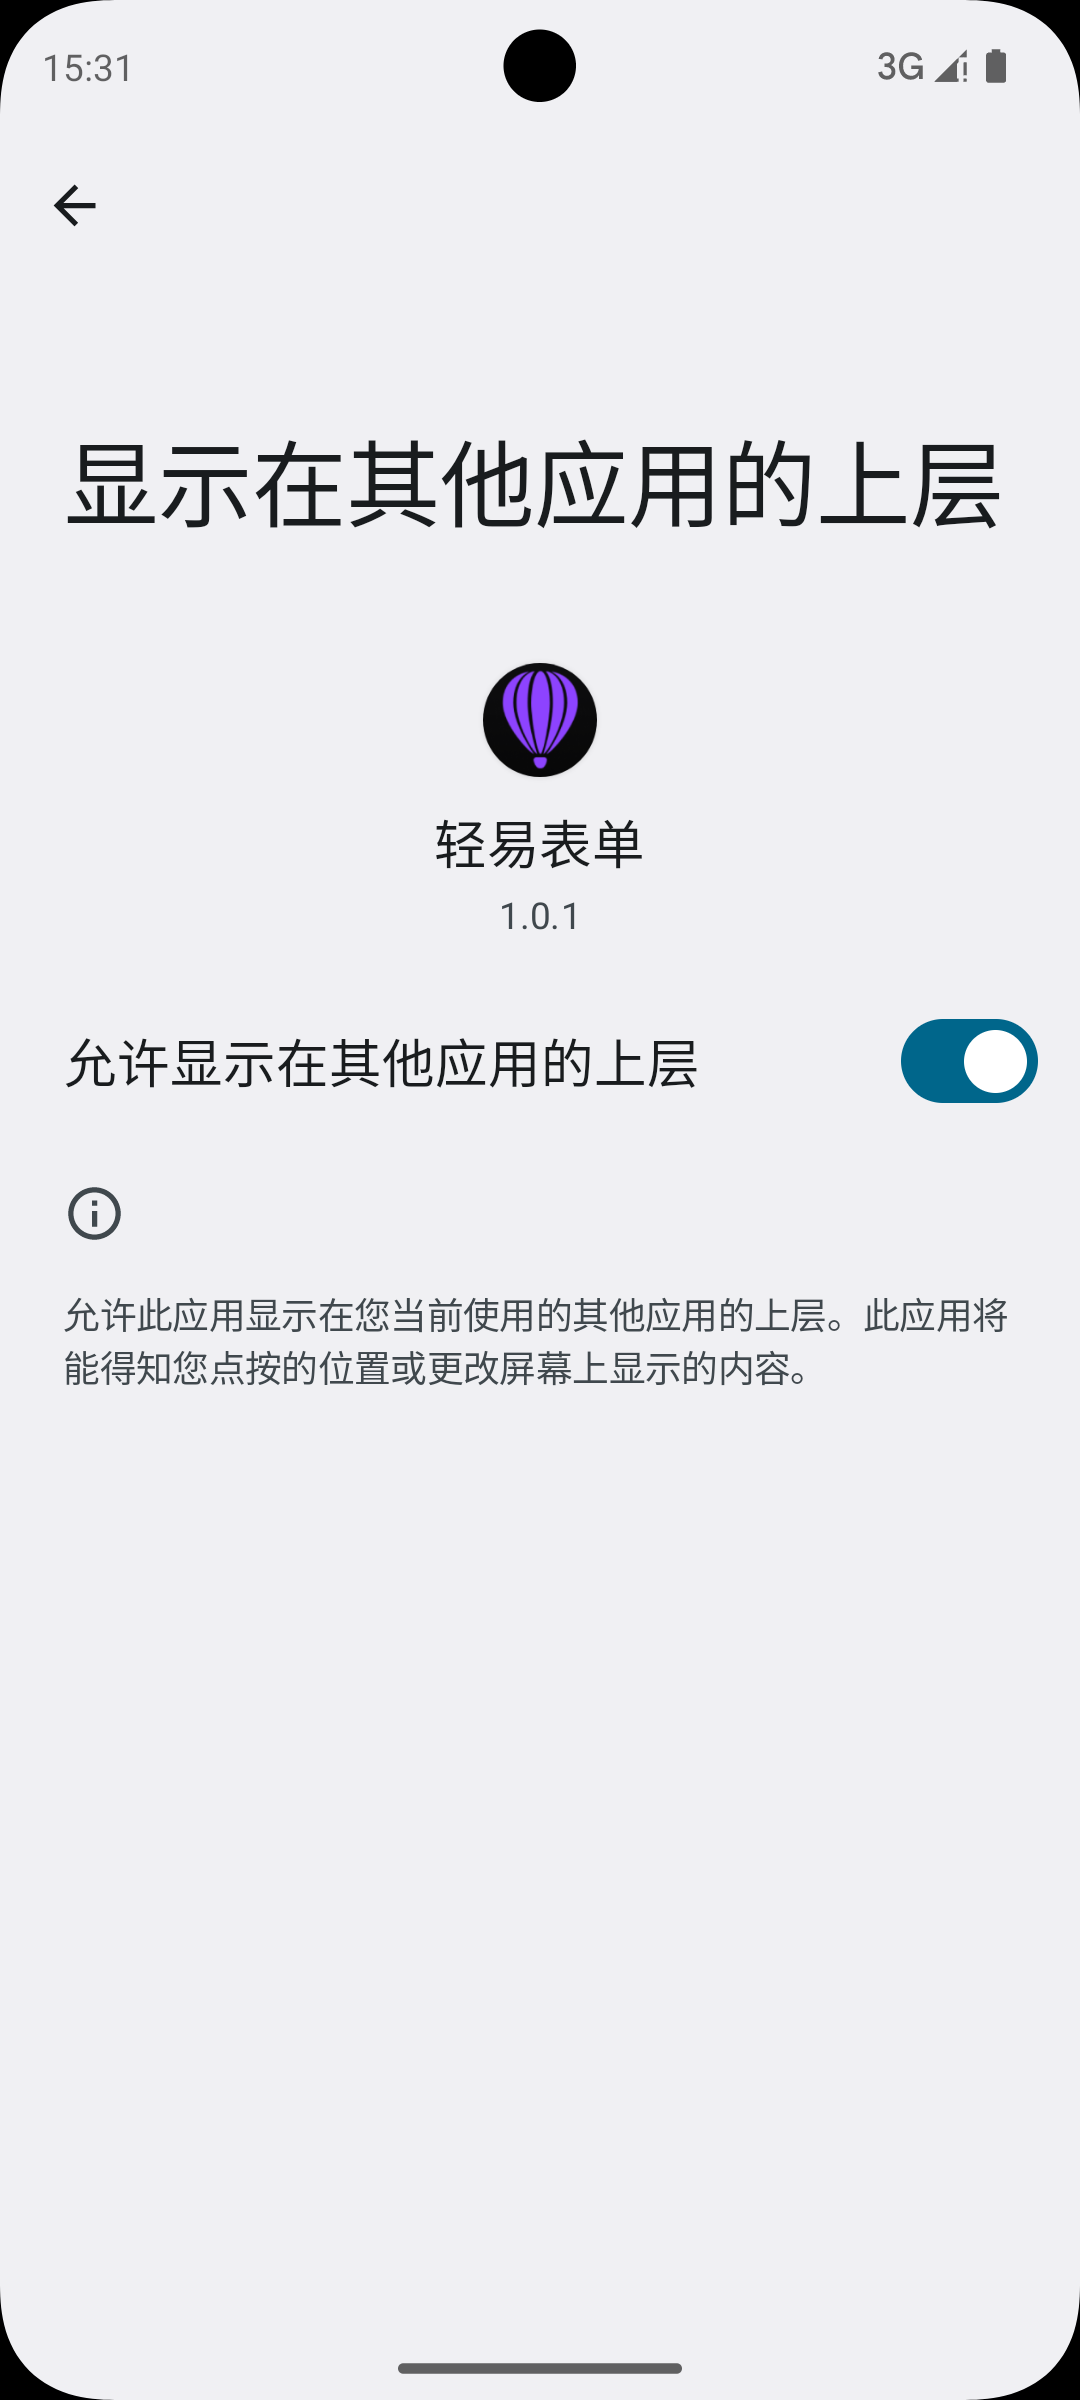 15:31
3G
显示在其他应用的上层
轻易表单
1.0.1
允许显示在其他应用的上层
允许此应用显示在您当前使用的其他应用的上层。此应用将
能得知您点按的位置或更改屏幕上显示的内容。